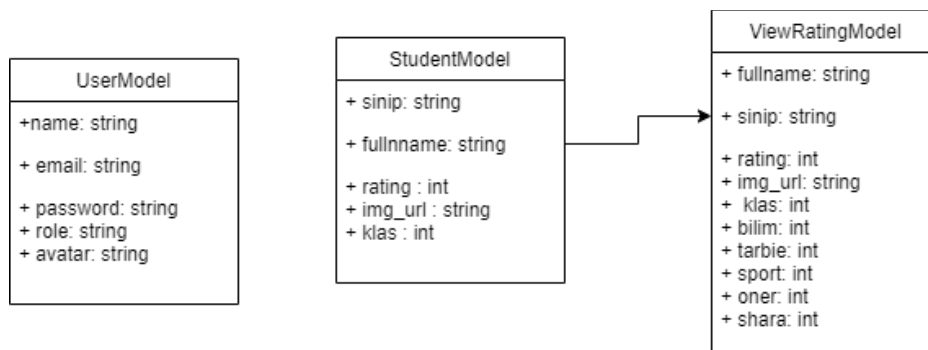 UserModel
+name: string
+ email: string
+ password: string
+ role: string
+ avatar: string
StudentModel
+ sinip: string
+ fullnname: string
+ rating : int
+ img_url : string
+ klas : int
ViewRatingModel
+ fullname: string
+ sinip: string
+ rating: int
+ img_url: string
+ klas: int
+ bilim: int
+ tarbie: int
+ sport: int
+ oner: int
+ shara: int